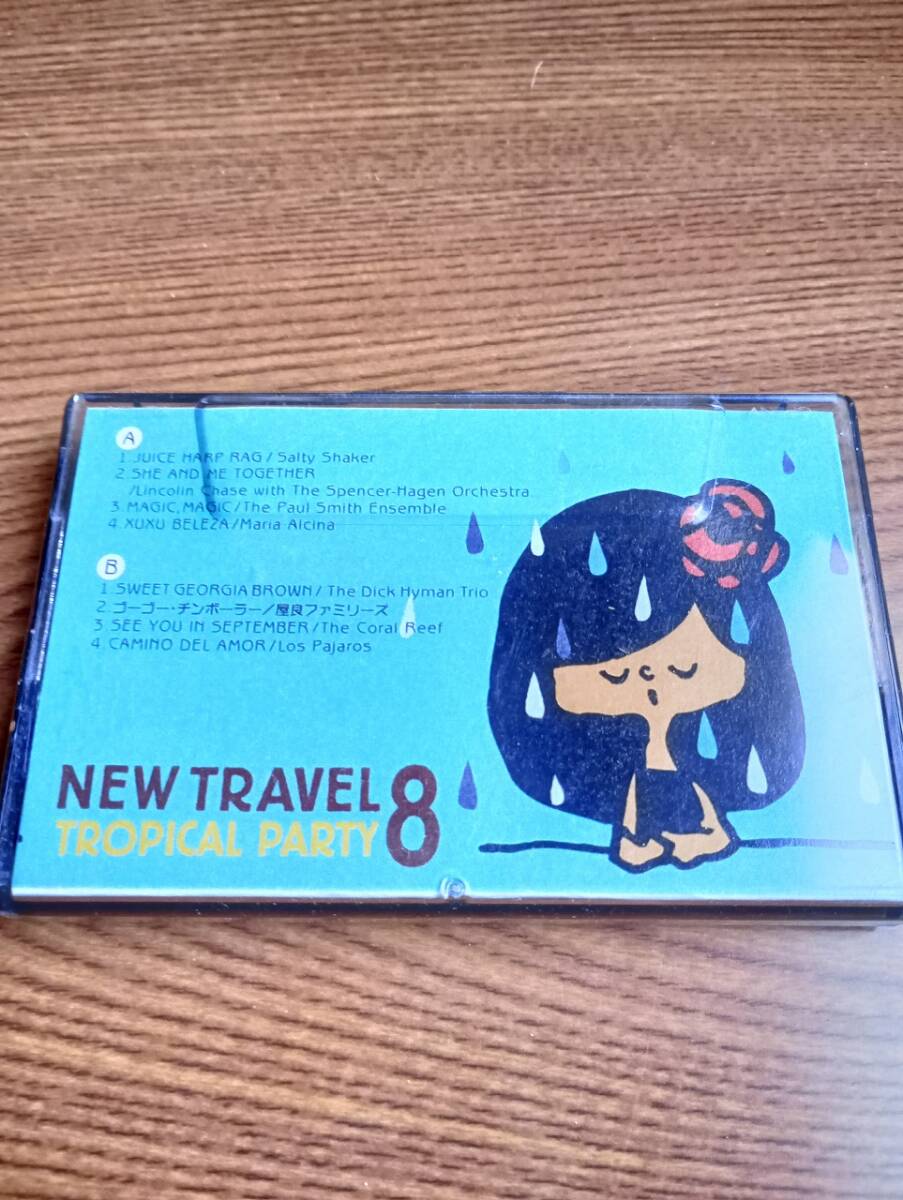 A
1. JUICE HARP RAG / Salty Shaker
2. SHE AND ME TOGETHER
/Lincolin Chase with The Spencer-Hagen Orchestra
3. MAGIC, MAGIC/The Paul Smith Ensemble
4. XUXU BELEZA/Maria Alcina
B
1. SWEET GEORGIA BROWN / The Dick Hyman Trio
2. ゴーゴー・チンボーラー/屋良ファミリーズ
3. SEE YOU IN SEPTEMBER/The Coral Reef
4. CAMINO DEL AMOR/Los Pajaros
NEW TRAVEL 8
TROPICAL PARTY